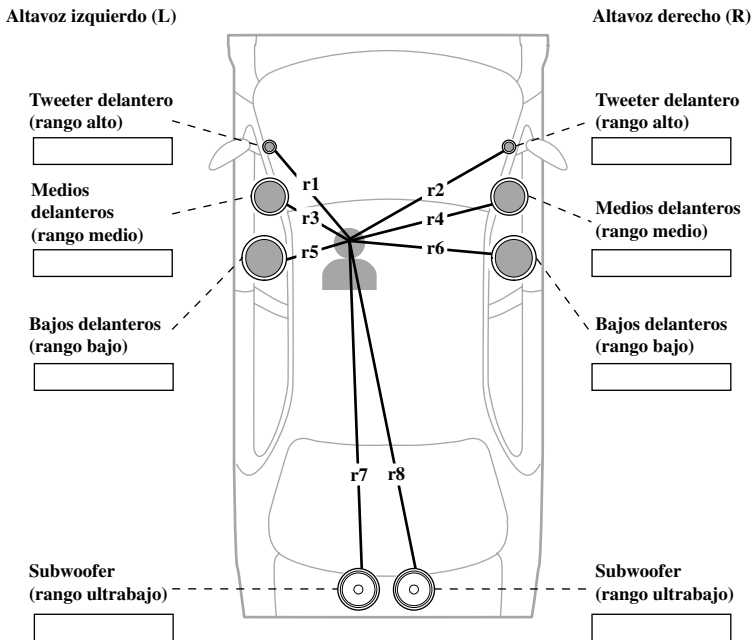 Altavoz izquierdo (L)
Altavoz derecho (R)
Tweeter delantero
(rango alto)
Tweeter delantero
(rango alto)
r1
r2
Medios
delanteros
(rango medio)
r3
r4
Medios delanteros
(rango medio)
r5
r6
Bajos delanteros
(rango bajo)
Bajos delanteros
(rango bajo)
r7
r8
Subwoofer
(rango ultrabajo)
Subwoofer
(rango ultrabajo)